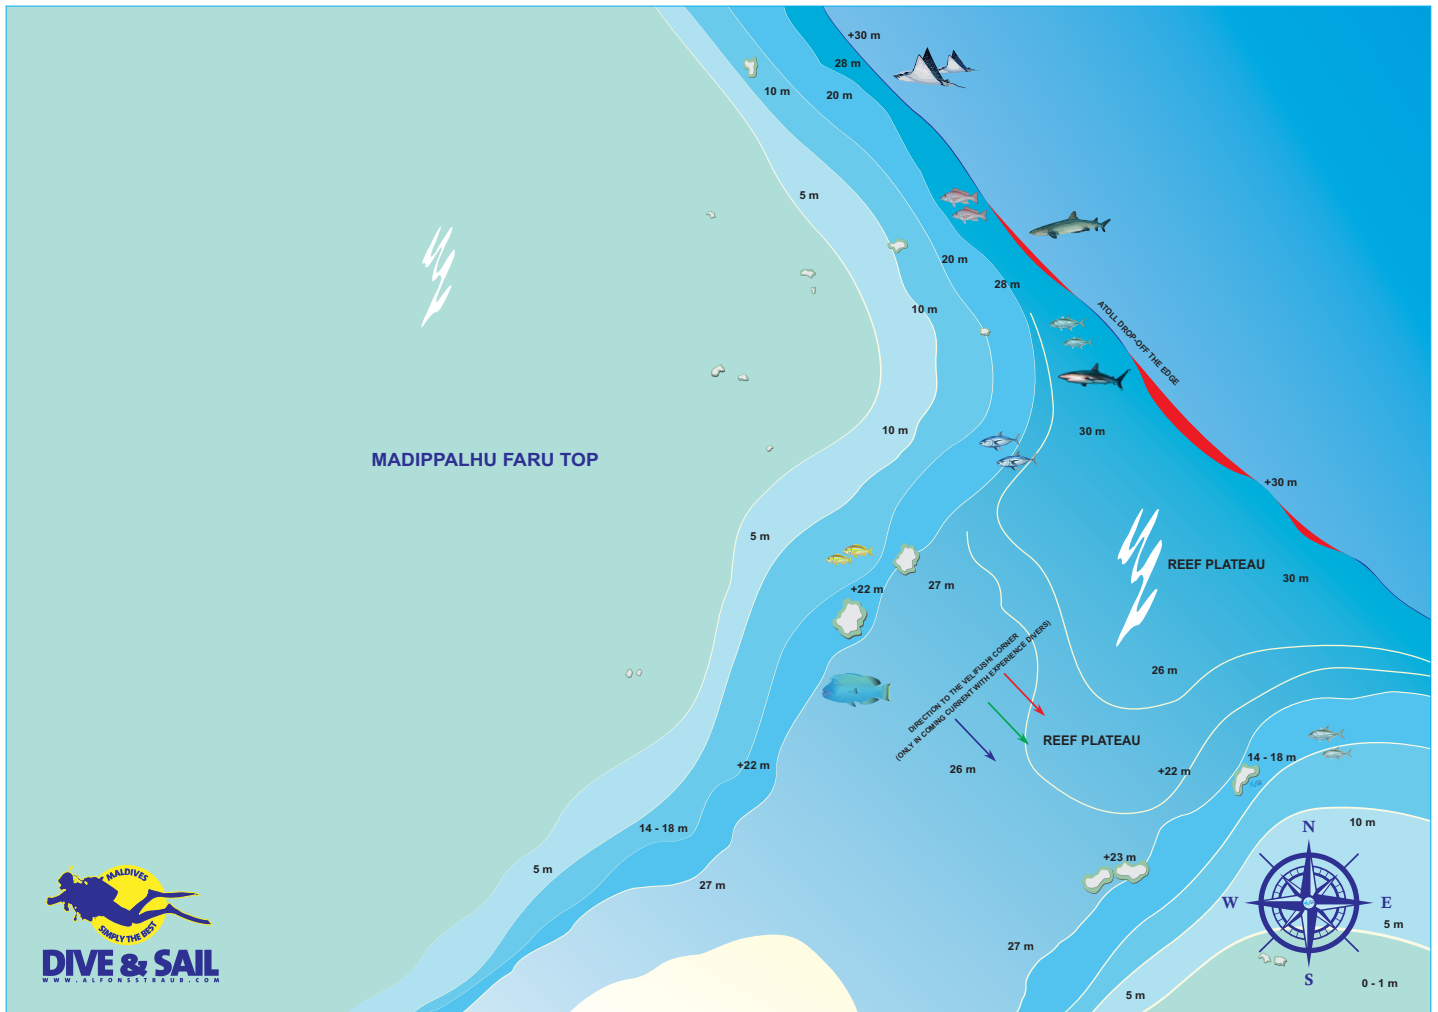 +30 m
28 m
10 m
20 m
5 m
20 m
28 m
10 m
ATOLL DROP-OFF THE EDGE
10 m
30 m
MADIPPALHU FARU TOP
+30 m
5 m
REEF PLATEAU
30 m
+22 m
27 m
DIRECTION TO THE VELIFUSHI CORNER
(ONLY IN COMING CURRENT WITH EXPERIENCE DIVERS)
26 m
REEF PLATEAU
26 m
+22 m
14 - 18 m
+22 m
14 - 18 m
10 m
N
+23 m
5 m
27 m
W
E
5 m
27 m
S
0 - 1 m
5 m
MALDIVES
SIMPLY THE BEST
DIVE & SAIL
WWW.ALFONSSTRAUB.COM